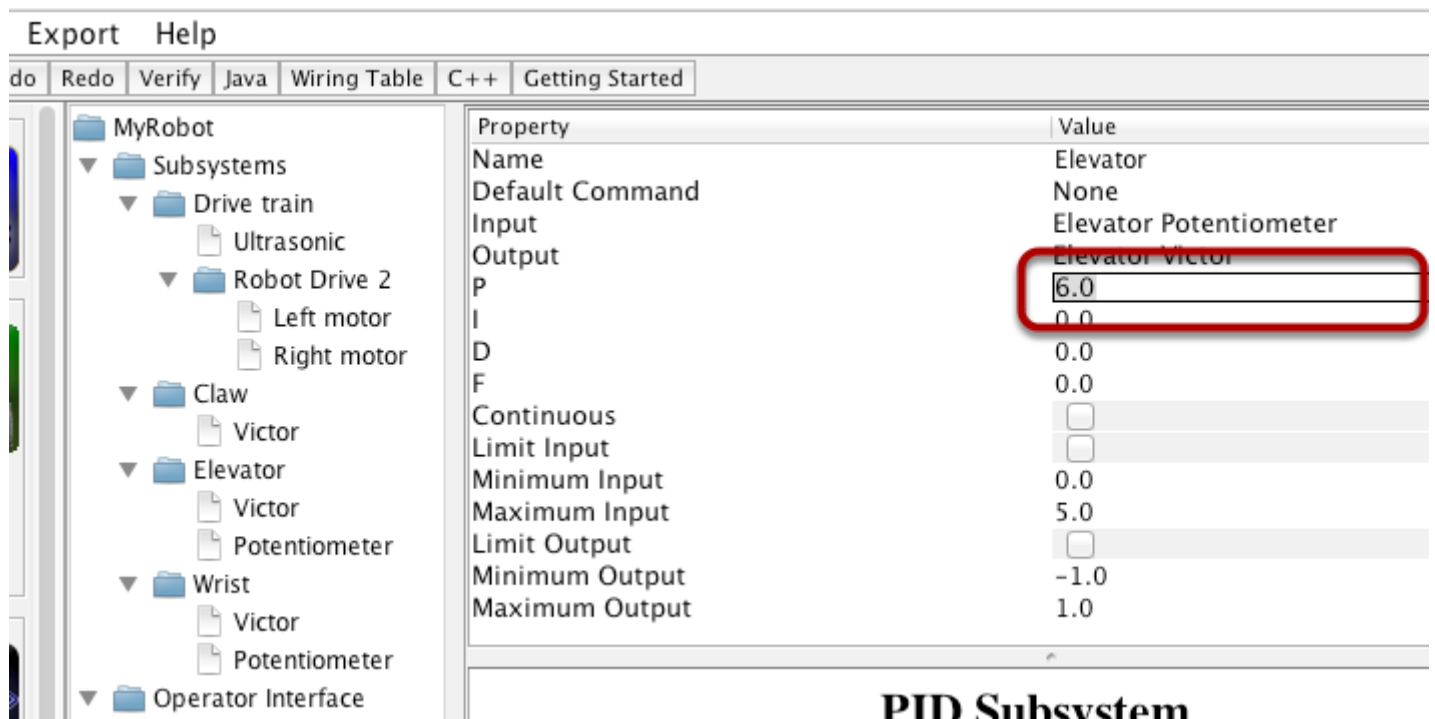 Export Help
do Redo Verify Java Wiring Table C++ Getting Started
MyRobot
Subsystems
Drive train
Ultrasonic
Robot Drive 2
Left motor
Right motor
Claw
Victor
Elevator
Victor
Potentiometer
Wrist
Victor
Potentiometer
Operator Interface
Property Value
Name Elevator
Default Command None
Input Elevator Potentiometer
Output Elevator Victor
P 6.0
I 0.0
D 0.0
F 0.0
Continuous
Limit Input
Minimum Input 0.0
Maximum Input 5.0
Limit Output
Minimum Output -1.0
Maximum Output 1.0
PID Subsystem